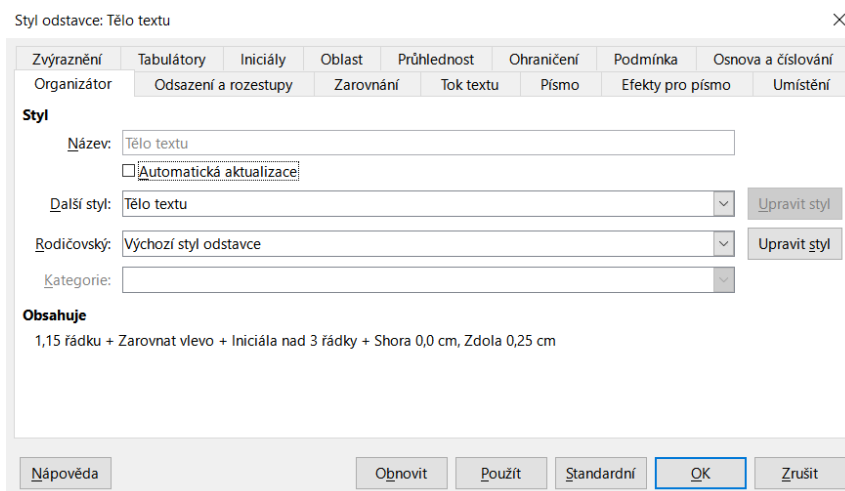 Styl odstavce: Tělo textu
Zvýraznění Tabulátory Iniciály Oblast Průhlednost Ohraničení Podmínka Osnova a číslování
Organizátor Odsazení a rozestupy Zarovnání Tok textu Písmo Efekty pro písmo Umístění
Styl
Název: Tělo textu
Automatická aktualizace
Další styl: Tělo textu Upravit styl
Rodičovský: Výchozí styl odstavce Upravit styl
Kategorie:
Obsahuje
1,15 řádku + Zarovnat vlevo + Iniciála nad 3 řádky + Shora 0,0 cm, Zdola 0,25 cm
Nápověda Obnovit Použít Standardní OK Zrušit